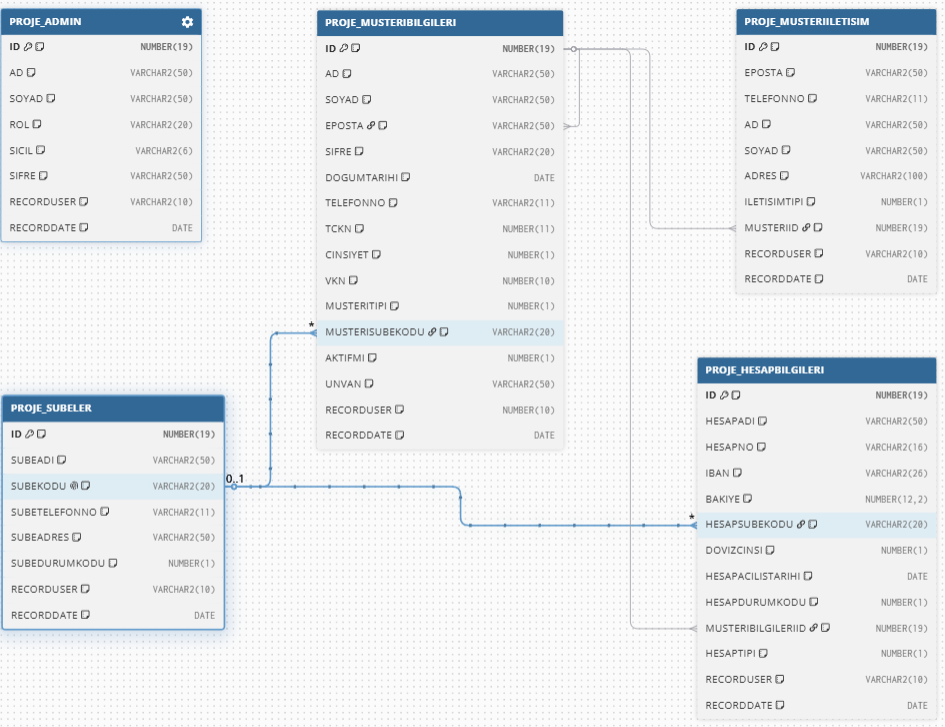 PROJE_ADMIN
ID NUMBER(19)
AD VARCHAR2(50)
SOYAD VARCHAR2(50)
ROL VARCHAR2(20)
SICIL VARCHAR2(6)
SIFRE VARCHAR2(50)
RECORDUSER VARCHAR2(10)
RECORDDATE DATE
PROJE_MUSTERIBILGILERI
ID NUMBER(19)
AD VARCHAR2(50)
SOYAD VARCHAR2(50)
EPOSTA VARCHAR2(50)
SIFRE VARCHAR2(20)
DOGUMTARIHI DATE
TELEFONNO VARCHAR2(11)
TCKN NUMBER(11)
CINSIYET NUMBER(1)
VKN NUMBER(10)
MUSTERITIPI NUMBER(1)
* MUSTERISUBEKODU VARCHAR2(20)
AKTIFMI NUMBER(1)
UNVAN VARCHAR2(50)
RECORDUSER NUMBER(10)
RECORDDATE DATE
PROJE_MUSTERIILETISIM
ID NUMBER(19)
EPOSTA VARCHAR2(50)
TELEFONNO VARCHAR2(11)
AD VARCHAR2(50)
SOYAD VARCHAR2(50)
ADRES VARCHAR2(100)
ILETISIMTIPI NUMBER(1)
MUSTERIID NUMBER(19)
RECORDUSER VARCHAR2(10)
RECORDDATE DATE
PROJE_SUBELER
ID NUMBER(19)
SUBEADI VARCHAR2(50)
SUBEKODU VARCHAR2(20) 0..1
SUBETELEFONNO VARCHAR2(11)
SUBEADRES VARCHAR2(50)
SUBEDURUMKODU NUMBER(1)
RECORDUSER VARCHAR2(10)
RECORDDATE DATE
PROJE_HESAPBILGILERI
ID NUMBER(19)
HESAPADI VARCHAR2(50)
HESAPNO VARCHAR2(16)
IBAN VARCHAR2(26)
BAKIYE NUMBER(12,2)
* HESAPSUBEKODU VARCHAR2(20)
DOVIZCINSI NUMBER(1)
HESAPACILISTARIHI DATE
HESAPDURUMKODU NUMBER(1)
MUSTERIBILGILERIID NUMBER(19)
HESAPTIPI NUMBER(1)
RECORDUSER VARCHAR2(10)
RECORDDATE DATE